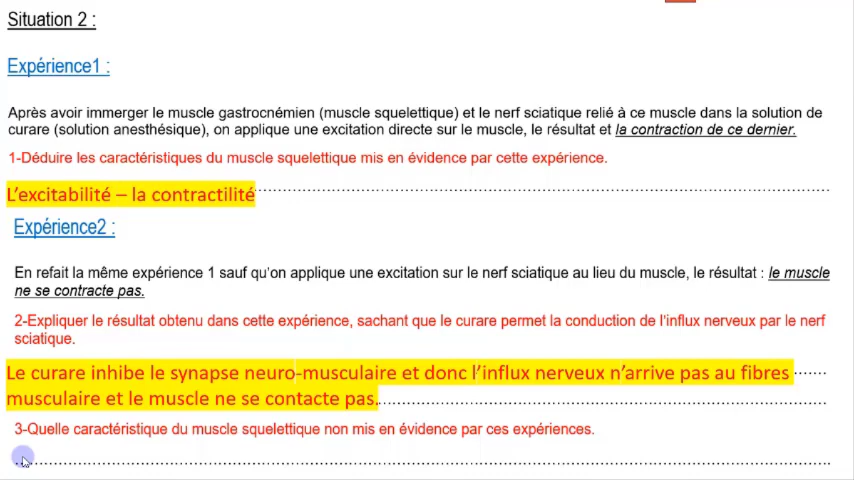 Situation 2 :
Expérience1 :
Après avoir immerger le muscle gastrocnémien (muscle squelettique) et le nerf sciatique relié à ce muscle dans la solution de
curare (solution anesthésique), on applique une excitation directe sur le muscle, le résultat et la contraction de ce dernier.
1-Déduire les caractéristiques du muscle squelettique mis en évidence par cette expérience.
L'excitabilité – la contractilité
Expérience2 :
En refait la même expérience 1 sauf qu'on applique une excitation sur le nerf sciatique au lieu du muscle, le résultat : le muscle
ne se contracte pas.
2-Expliquer le résultat obtenu dans cette expérience, sachant que le curare permet la conduction de l'influx nerveux par le nerf
sciatique.
Le curare inhibe le synapse neuro-musculaire et donc l'influx nerveux n'arrive pas au fibres
musculaire et le muscle ne se contacte pas.
3-Quelle caractéristique du muscle squelettique non mis en évidence par ces expériences.